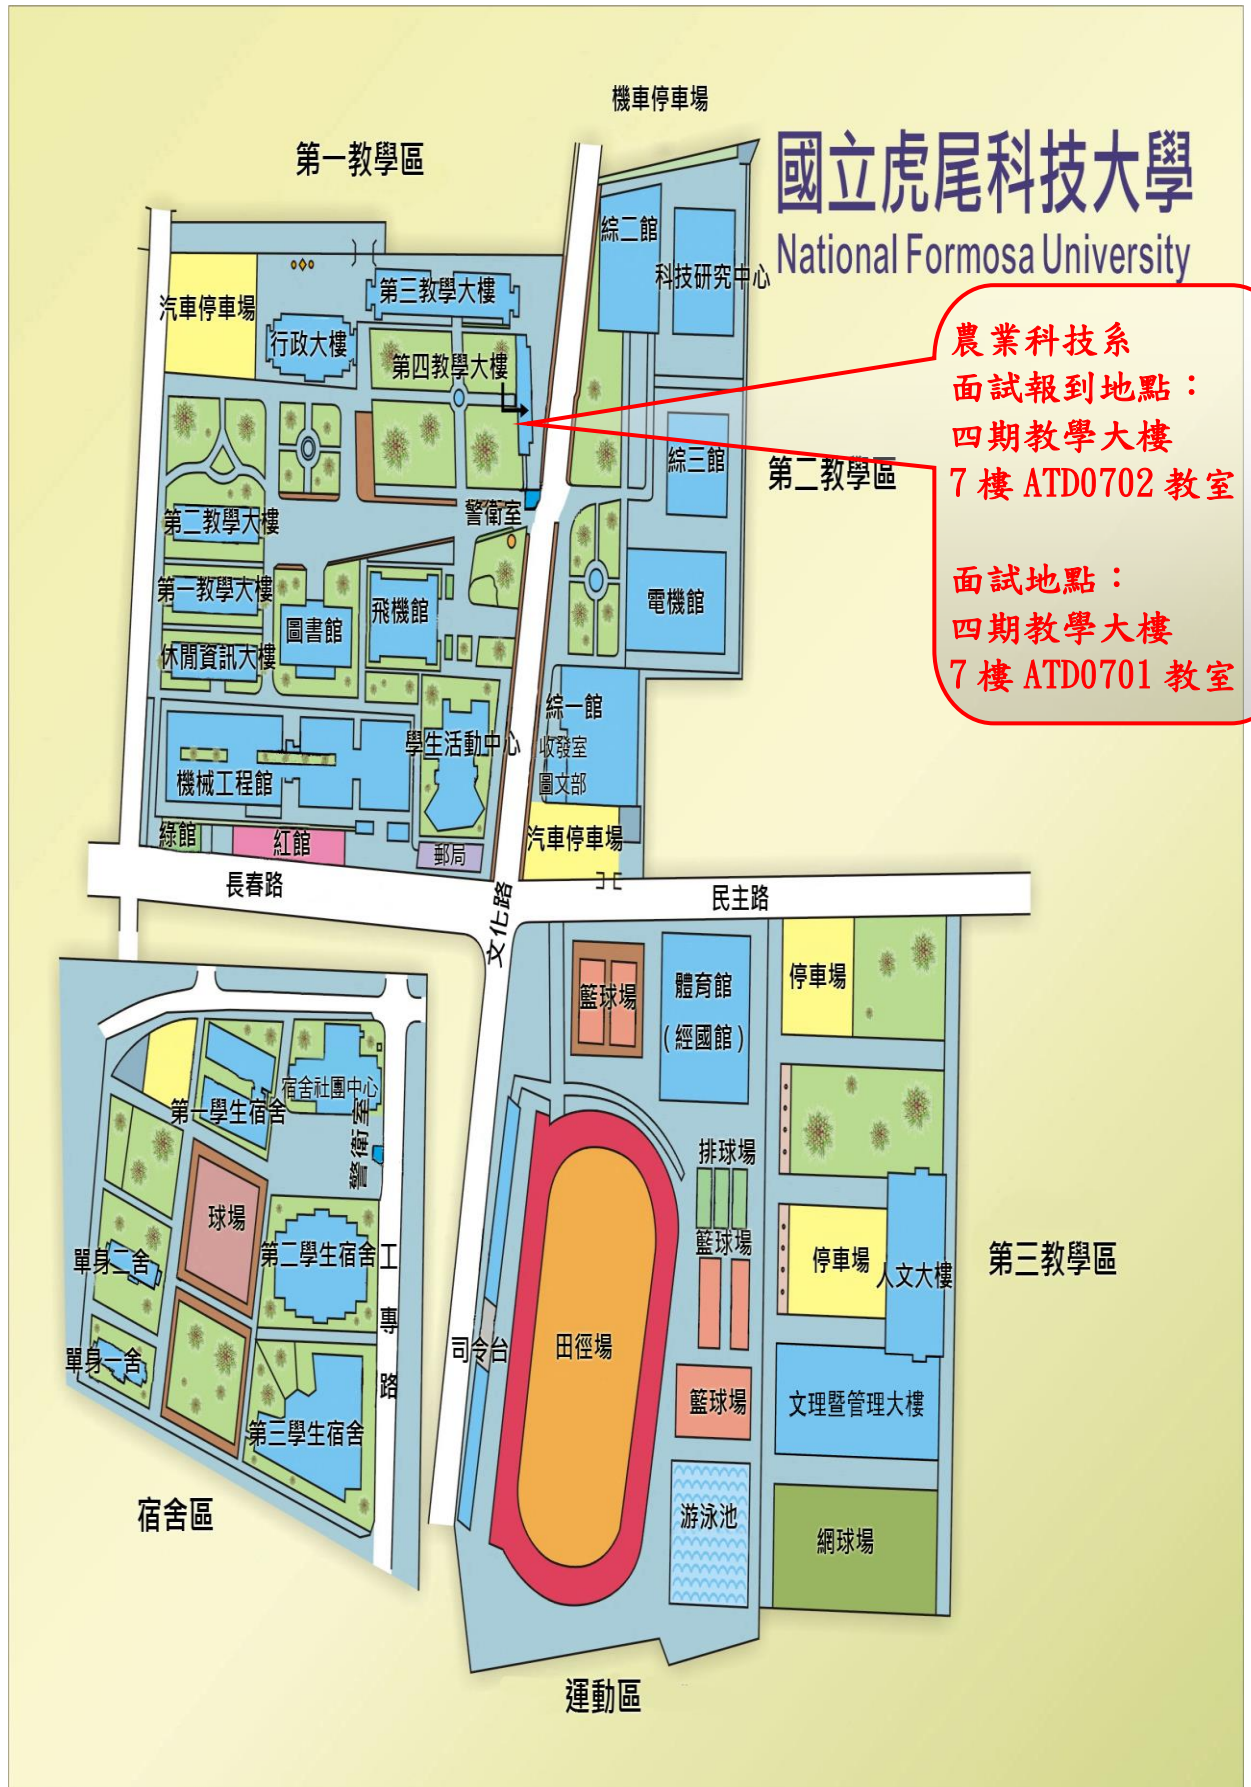 機車停車場
第一教學區
國立虎尾科技大學
National Formosa University
綜二館
科技研究中心
第三教學大樓
汽車停車場
行政大樓
第四教學大樓
農業科技系
面試報到地點：
四期教學大樓
7 樓 ATD0702 教室
面試地點：
四期教學大樓
7 樓 ATD0701 教室
綜三館
第二教學區
警衛室
第二教學大樓
第一教學大樓
飛機館
電機館
圖書館
休閒資訊大樓
綜一館
收發室
圖文部
學生活動中心
機械工程館
綠館
紅館
郵局
汽車停車場
長春路
文化路
民主路
籃球場
體育館
(經國館)
停車場
宿舍社團中心
第一學生宿舍
警衛室
排球場
球場
籃球場
第二學生宿舍
工專路
單身二舍
停車場
人文大樓
第三教學區
單身一舍
司令台
田徑場
籃球場
文理暨管理大樓
第三學生宿舍
宿舍區
游泳池
網球場
運動區